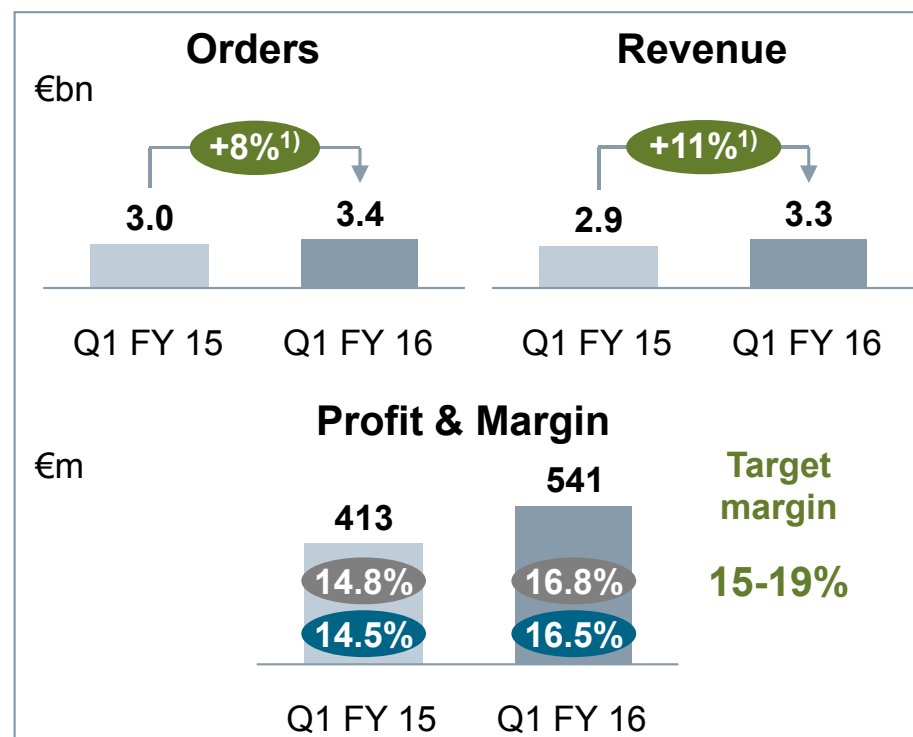 Orders
€bn
+8%1)
3.0
3.4
Q1 FY 15
Q1 FY 16
Revenue
+11%1)
2.9
3.3
Q1 FY 15
Q1 FY 16
Profit & Margin
€m
413
541
14.8%
16.8%
14.5%
16.5%
Q1 FY 15
Q1 FY 16
Target
margin
15-19%